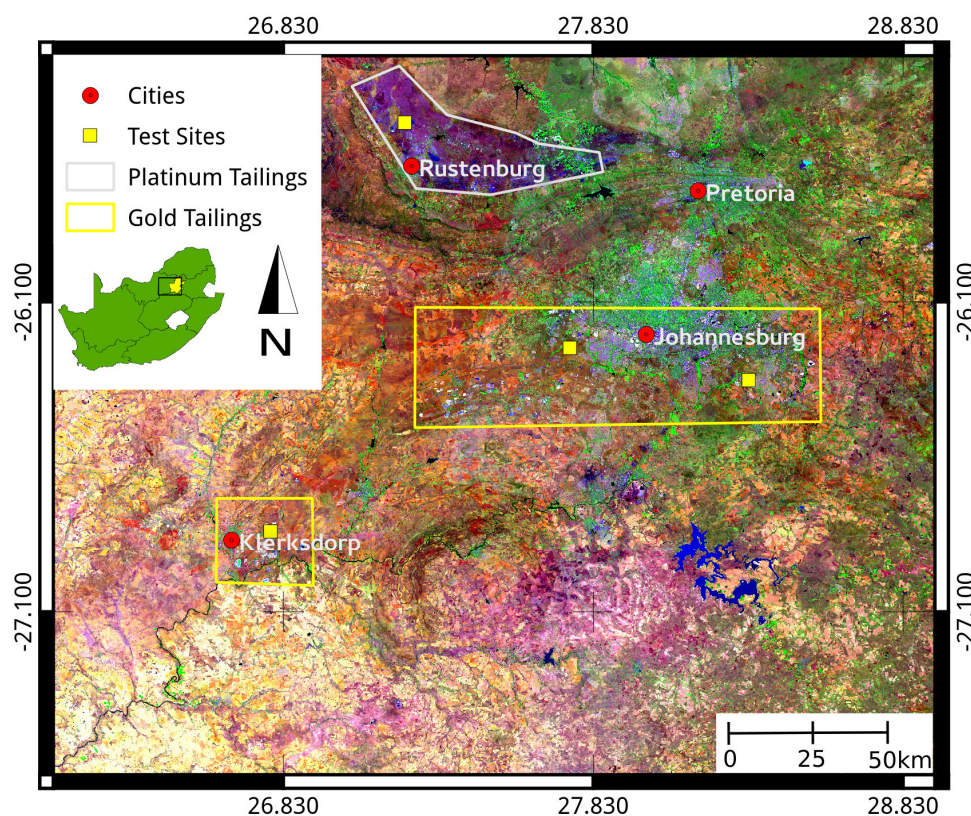 26.830 27.830 28.830
Cities
Test Sites
Platinum Tailings
Gold Tailings
N
Rustenburg
Pretoria
-26.100 -26.100
Johannesburg
Klerksdorp
-27.100 -27.100
0 25 50km
26.830 27.830 28.830